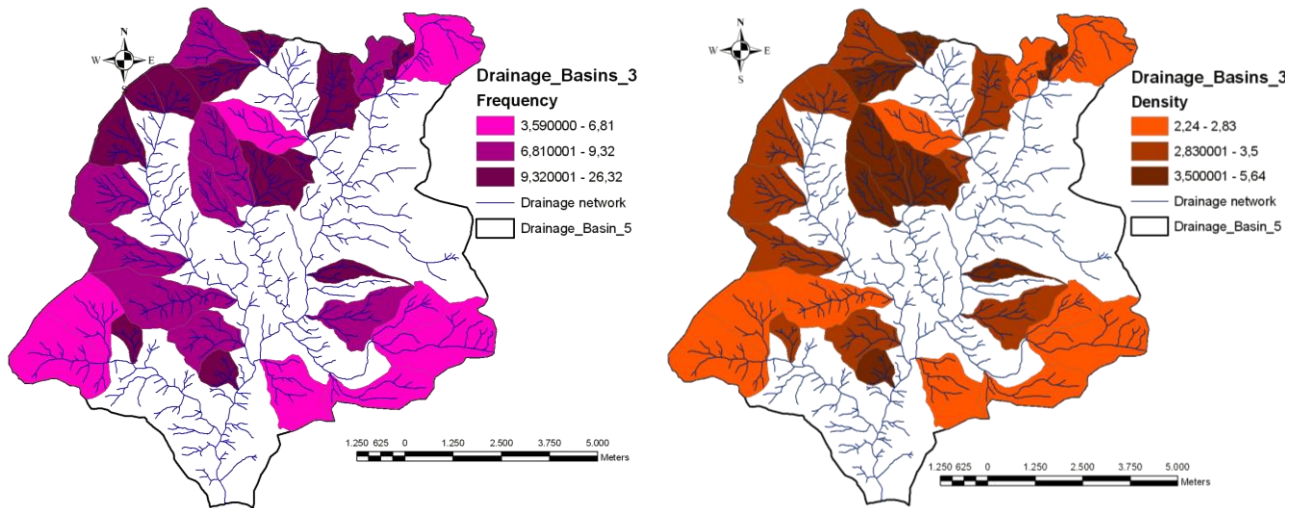 N
W E
S
Drainage_Basins_3
Frequency
3,590000 - 6,81
6,810001 - 9,32
9,320001 - 26,32
Drainage network
Drainage_Basin_5
1.250 625 0 1.250 2.500 3.750 5.000
Meters
N
W E
S
Drainage_Basins_3
Density
2,24 - 2,83
2,830001 - 3,5
3,500001 - 5,64
Drainage network
Drainage_Basin_5
1.250 625 0 1.250 2.500 3.750 5.000
Meters